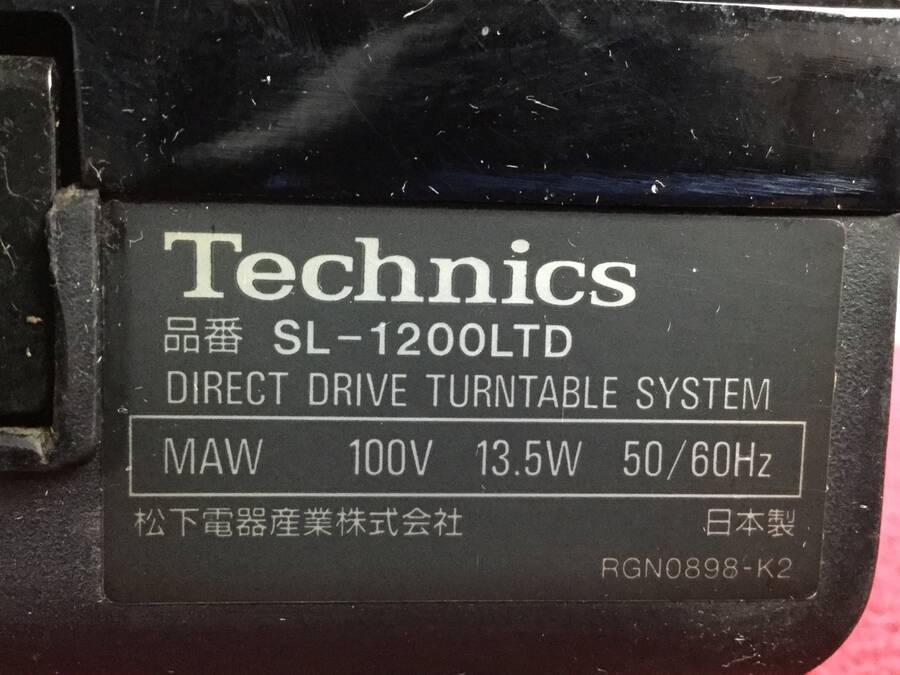 Technics
品番 SL-1200LTD
DIRECT DRIVE TURNTABLE SYSTEM
MAW 100V 13.5W 50/60Hz
松下電器産業株式会社 日本製
RGN0898-K2